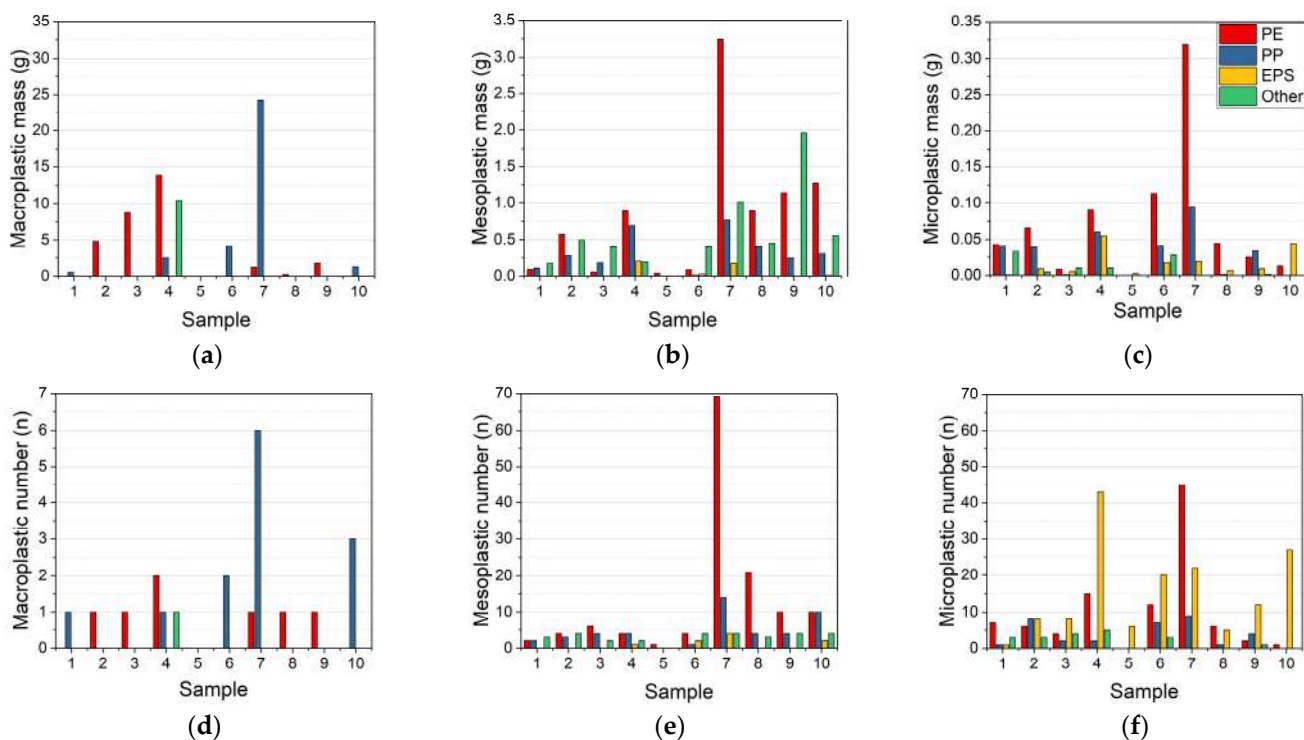 35
30
25
20
15
10
5
0
Macroplastic mass (g)
1 2 3 4 5 6 7 8 9 10
Sample
(a)
3.5
3.0
2.5
2.0
1.5
1.0
0.5
0.0
Mesoplastic mass (g)
1 2 3 4 5 6 7 8 9 10
Sample
(b)
0.35
0.30
0.25
0.20
0.15
0.10
0.05
0.00
Microplastic mass (g)
PE
PP
EPS
Other
1 2 3 4 5 6 7 8 9 10
Sample
(c)
7
6
5
4
3
2
1
0
Macroplastic number (n)
1 2 3 4 5 6 7 8 9 10
Sample
(d)
70
60
50
40
30
20
10
0
Mesoplastic number (n)
1 2 3 4 5 6 7 8 9 10
Sample
(e)
70
60
50
40
30
20
10
0
Microplastic number (n)
1 2 3 4 5 6 7 8 9 10
Sample
(f)